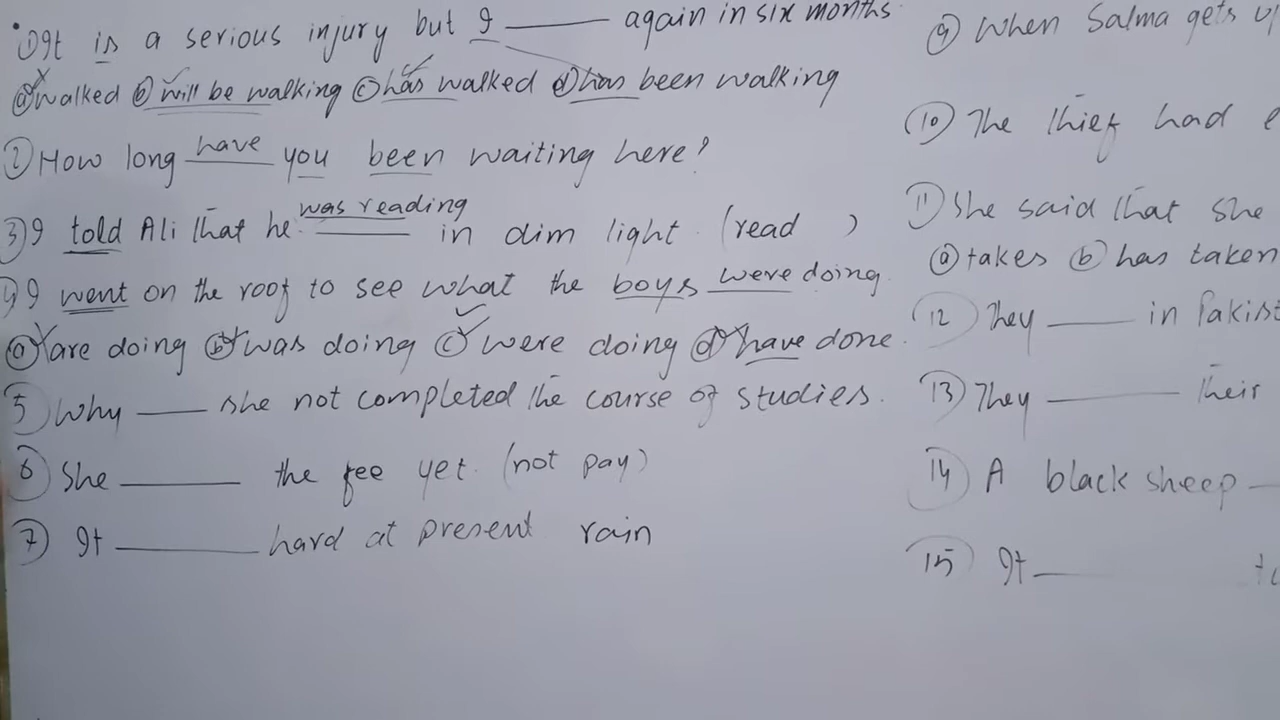 ① It is a serious injury but I ______ again in six months
ⓐ walked ⓑ will be walking ⓒ has walked ⓓ has been walking
② How long have you been waiting here?
3) I told Ali that he was reading in dim light. (read )
4) I went on the roof to see what the boys were doing.
ⓐ are doing ⓑ was doing ⓒ were doing ⓓ have done.
5) Why ____ she not completed the course of studies.
6) She ______ the fee yet. (not pay)
7) It ______ hard at present rain
9) When Salma gets up
10) The thief had
11) She said that she
ⓐ takes ⓑ has taken
12) They ____ in Pakist
13) They ______ their
14) A black sheep __
15) It ____